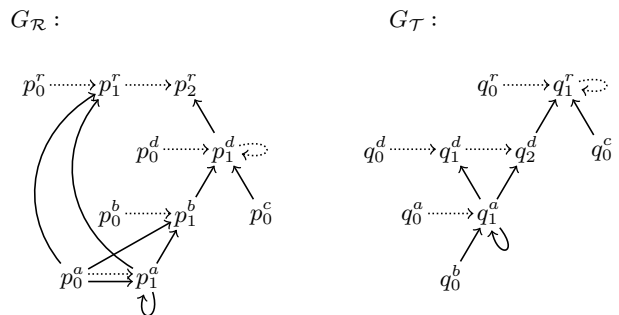 G_ℛ : G_𝒯 :
p_0^r p_1^r p_2^r q_0^r q_1^r
p_0^d p_1^d q_0^d q_1^d q_2^d q_0^c
p_0^b p_1^b p_0^c q_0^a q_1^a
p_0^a p_1^a q_0^b